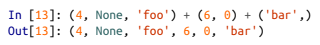 In [13]: (4, None, 'foo') + (6, 0) + ('bar',)
Out[13]: (4, None, 'foo', 6, 0, 'bar')